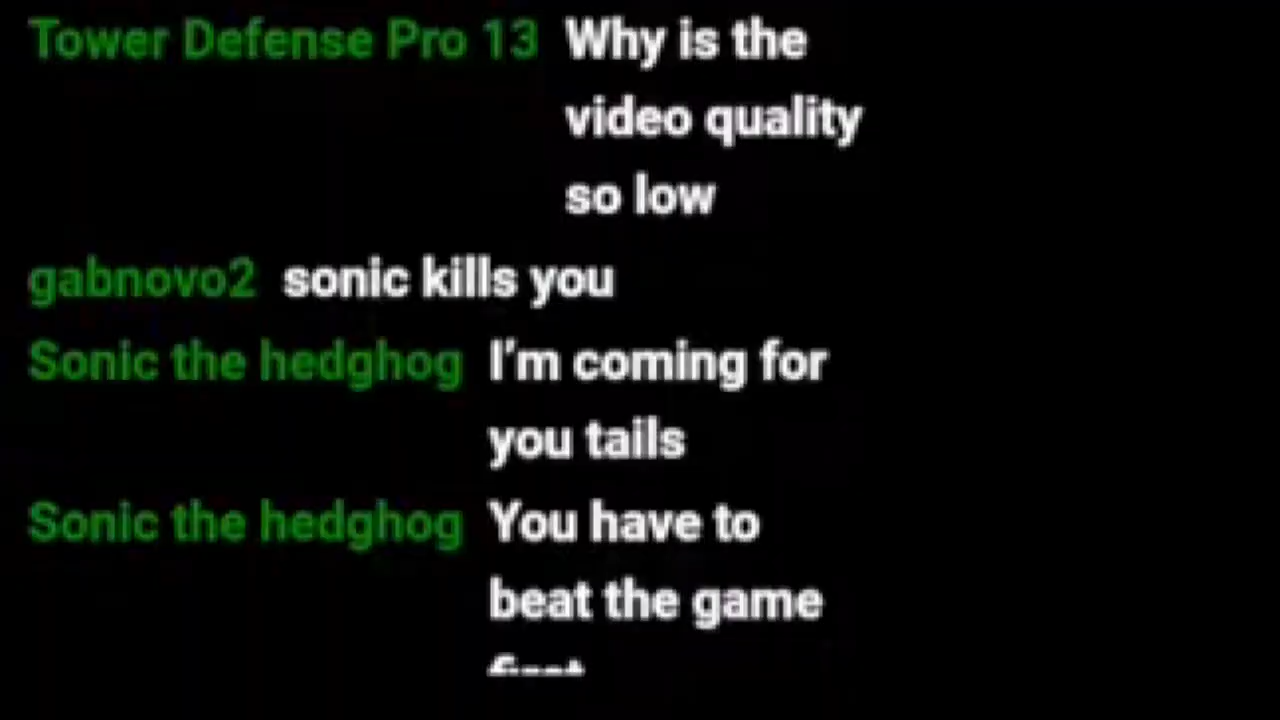 Tower Defense Pro 13 Why is the
video quality
so low
gabnovo2 sonic kills you
Sonic the hedghog I'm coming for
you tails
Sonic the hedghog You have to
beat the game